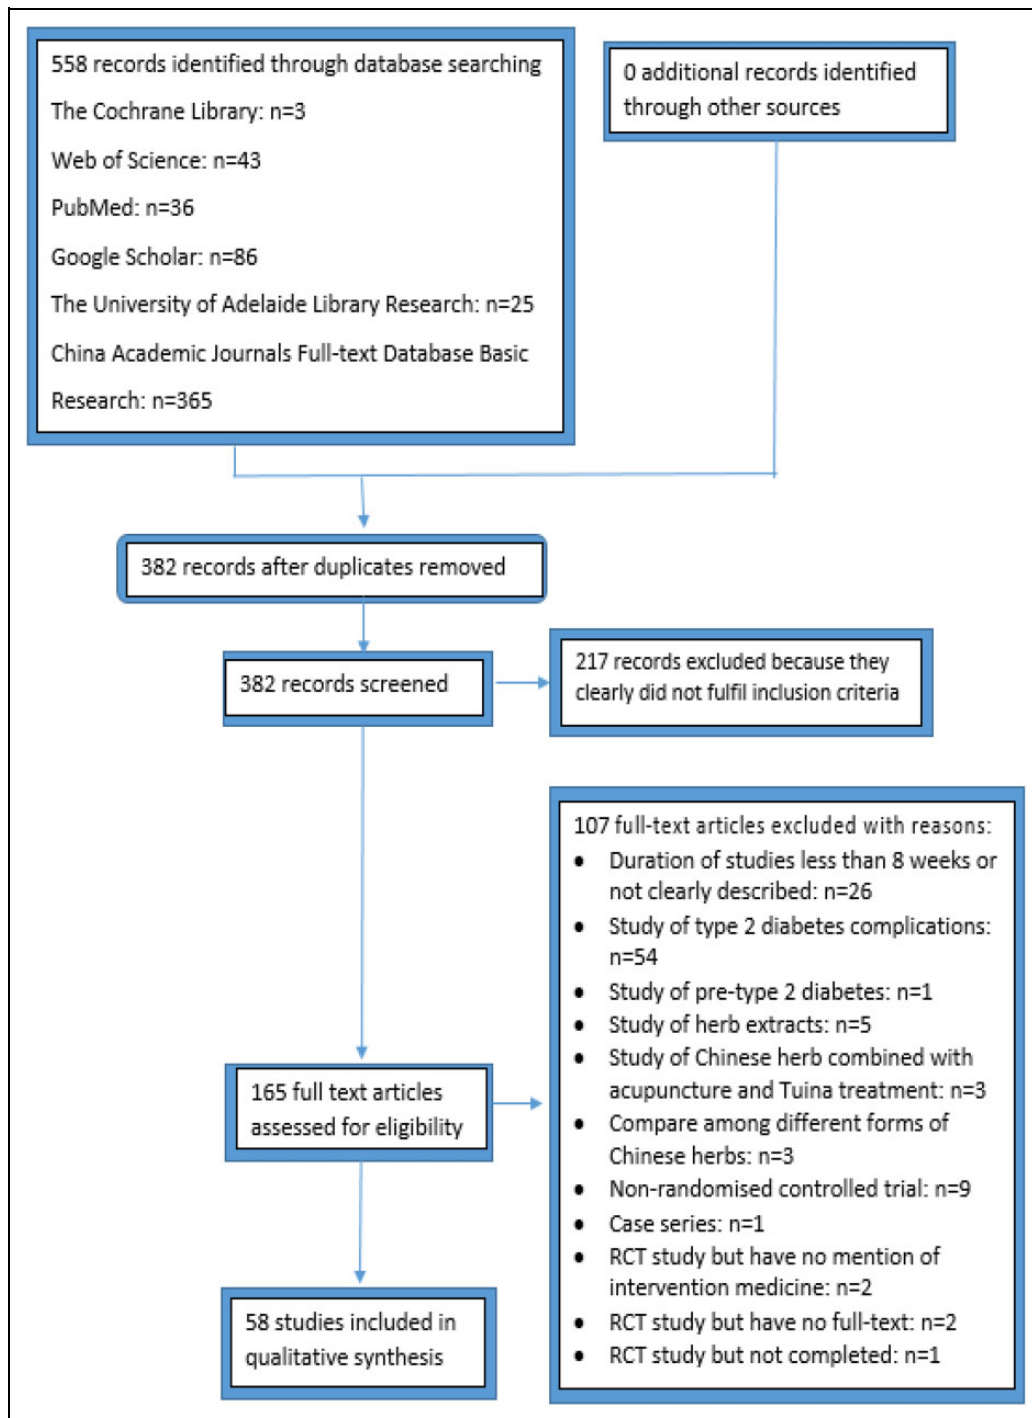 558 records identified through database searching
The Cochrane Library: n=3
Web of Science: n=43
PubMed: n=36
Google Scholar: n=86
The University of Adelaide Library Research: n=25
China Academic Journals Full-text Database Basic
Research: n=365
0 additional records identified
through other sources
382 records after duplicates removed
382 records screened
217 records excluded because they
clearly did not fulfil inclusion criteria
165 full text articles
assessed for eligibility
107 full-text articles excluded with reasons:
• Duration of studies less than 8 weeks or
not clearly described: n=26
• Study of type 2 diabetes complications:
n=54
• Study of pre-type 2 diabetes: n=1
• Study of herb extracts: n=5
• Study of Chinese herb combined with
acupuncture and Tuina treatment: n=3
• Compare among different forms of
Chinese herbs: n=3
• Non-randomised controlled trial: n=9
• Case series: n=1
• RCT study but have no mention of
intervention medicine: n=2
• RCT study but have no full-text: n=2
• RCT study but not completed: n=1
58 studies included in
qualitative synthesis